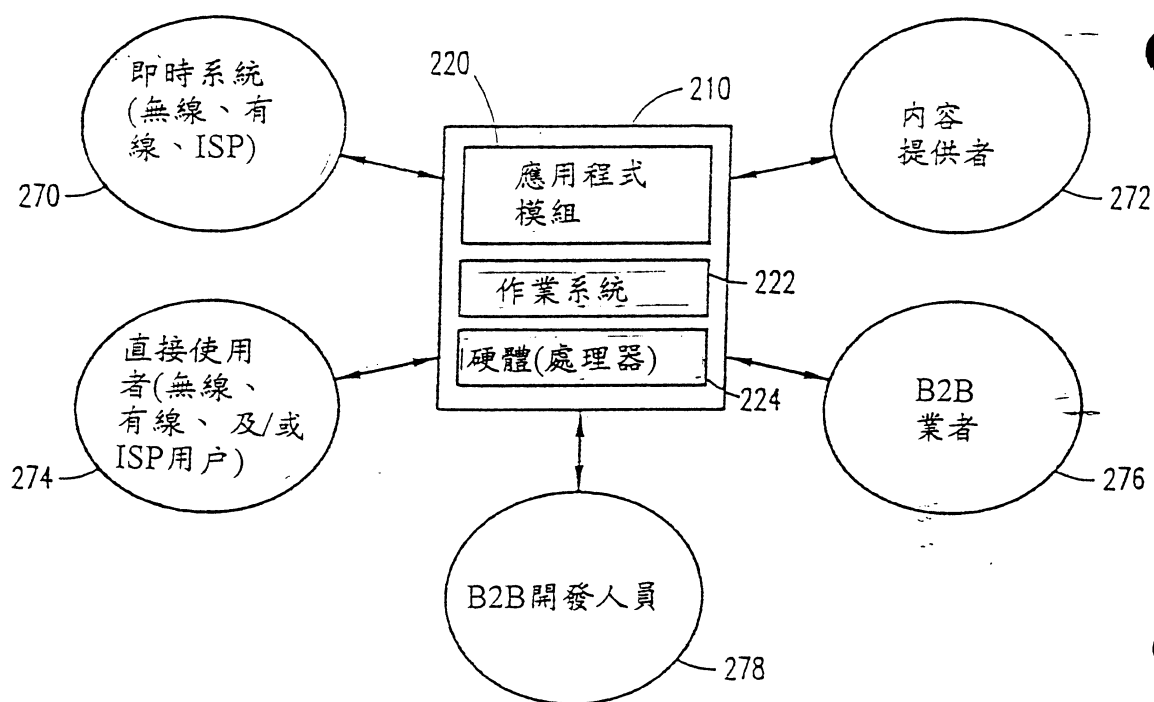 即時系統
(無線、有
線、ISP)
270
220
210
應用程式
模組
作業系統
222
硬體(處理器)
224
內容
提供者
272
直接使用
者(無線、
有線、及/或
ISP用戶)
274
B2B
業者
276
B2B開發人員
278